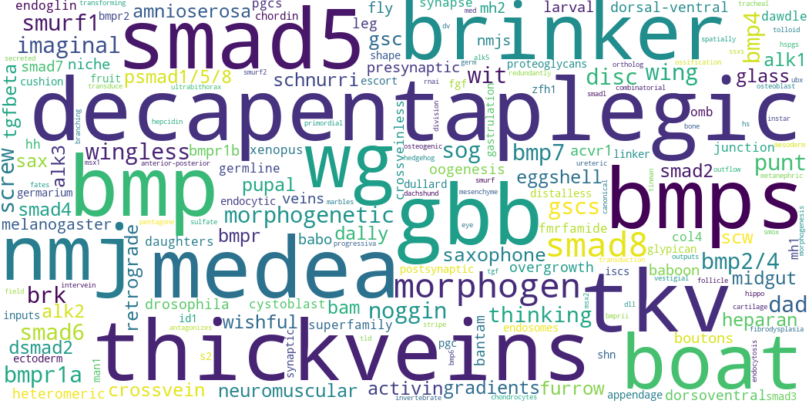 endoglin
bmpr2
pgcs
chordin
transforming
amnioserosa
smurf1
imaginal
smad5
fly
leg
gsc
synapse
mh2
nmjs
larval
dorsal-ventral
tracheal
dawdle
tolloid
hspgs
bmp4
alk1
brinker
smad7
niche
cushion
fruit
psmad1/5/8
schnurri
shape
presynaptic
escort
wit
proteoglycans
disc
wing
glass
spatially
ossification
ubx
tgfbeta
secreted
transduce
smurf2
ultrabithorax
alk5
fgf
zfh1
redundantly
rnai
ortholog
combinatorial
smad1
omb
osteoblast
decapentaplegic
hh
branching
hepcidin
primordial
division
gastrulation
bone
hs
instar
mesoderm
screw
sax
alk3
wingless
bmpr1b
xenopus
osteogenic
hedgehog
crossveinless
sog
bmp7
acvr1
linker
junction
punt
metanephric
msx1
anterior-posterior
germline
wg
oogenesis
smurf
ureteric
smad2
outflow
fates
germarium
bmp
endocytic
veins
pupal
dullard
dachshund
mesenchyme
eggshell
distalless
gscs
canonical
bmps
smad4
melanogaster
morphogenetic
marbles
gbb
eye
fmrfamide
glypican
col4
scw
smox
mh1
morphogenesis
pentagone
sulfate
bmpr
babo
dally
progressiva
saxophone
smad8
transduction
baboon
outputs
vestigial
bmp2/4
nmj
daughters
retrograde
medea
postsynaptic
tgf
overgrowth
iscs
midgut
follicle
field
intervein
brk
drosophila
cystoblast
morphogen
tkv
dll
hippo
dad
cartilage
fibrodysplasia
heparan
inputs
alk2
id1
antagonizes
bam
noggin
thinking
endosomes
msx2
bmprii
smad6
wishful
superfamily
stripe
bantam
boutons
dsmad2
ectoderm
man1
s2
synaptic
thickveins
tld
pgc
bmp6
shn
boat
endocytosis
bmpr1a
heteromeric
crossvein
neuromuscular
activin
gradients
furrow
invertebrate
chondrocytes
appendage
dorsoventral
smad3